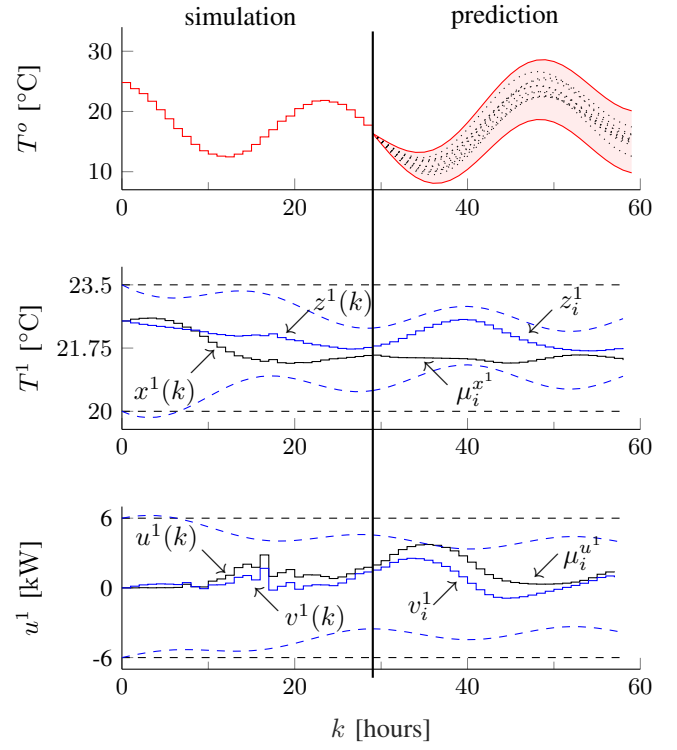 simulation prediction
30
20
10
T^o [°C]
0 20 40 60
23.5
21.75
20
T^1 [°C]
z^1(k)
z_i^1
x^1(k)
μ_i^{x^1}
0 20 40 60
6
0
-6
u^1 [kW]
u^1(k)
μ_i^{u^1}
v^1(k)
v_i^1
0 20 40 60
k [hours]